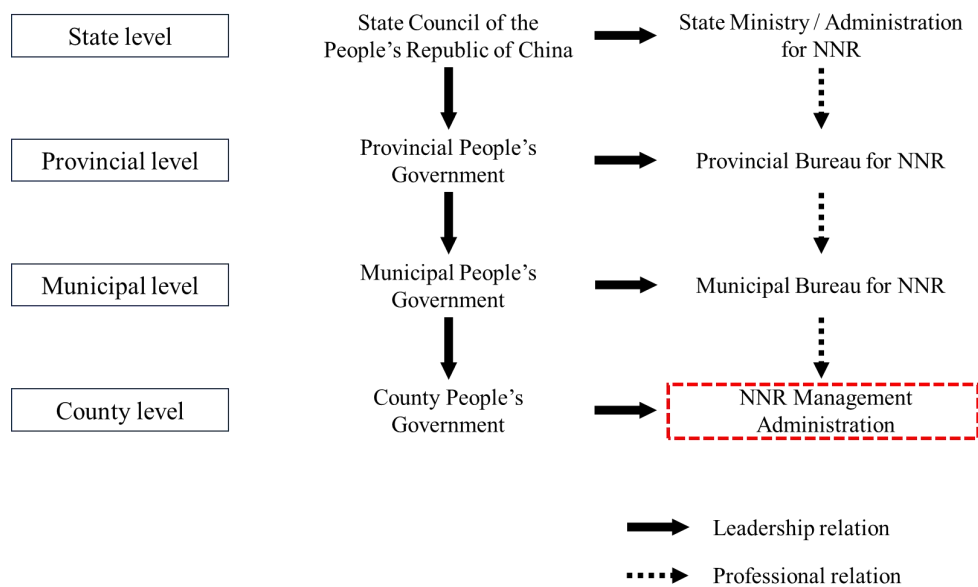 State level
State Council of the
People’s Republic of China
State Ministry / Administration
for NNR
Provincial level
Provincial People’s
Government
Provincial Bureau for NNR
Municipal level
Municipal People’s
Government
Municipal Bureau for NNR
County level
County People’s
Government
NNR Management
Administration
Leadership relation
Professional relation